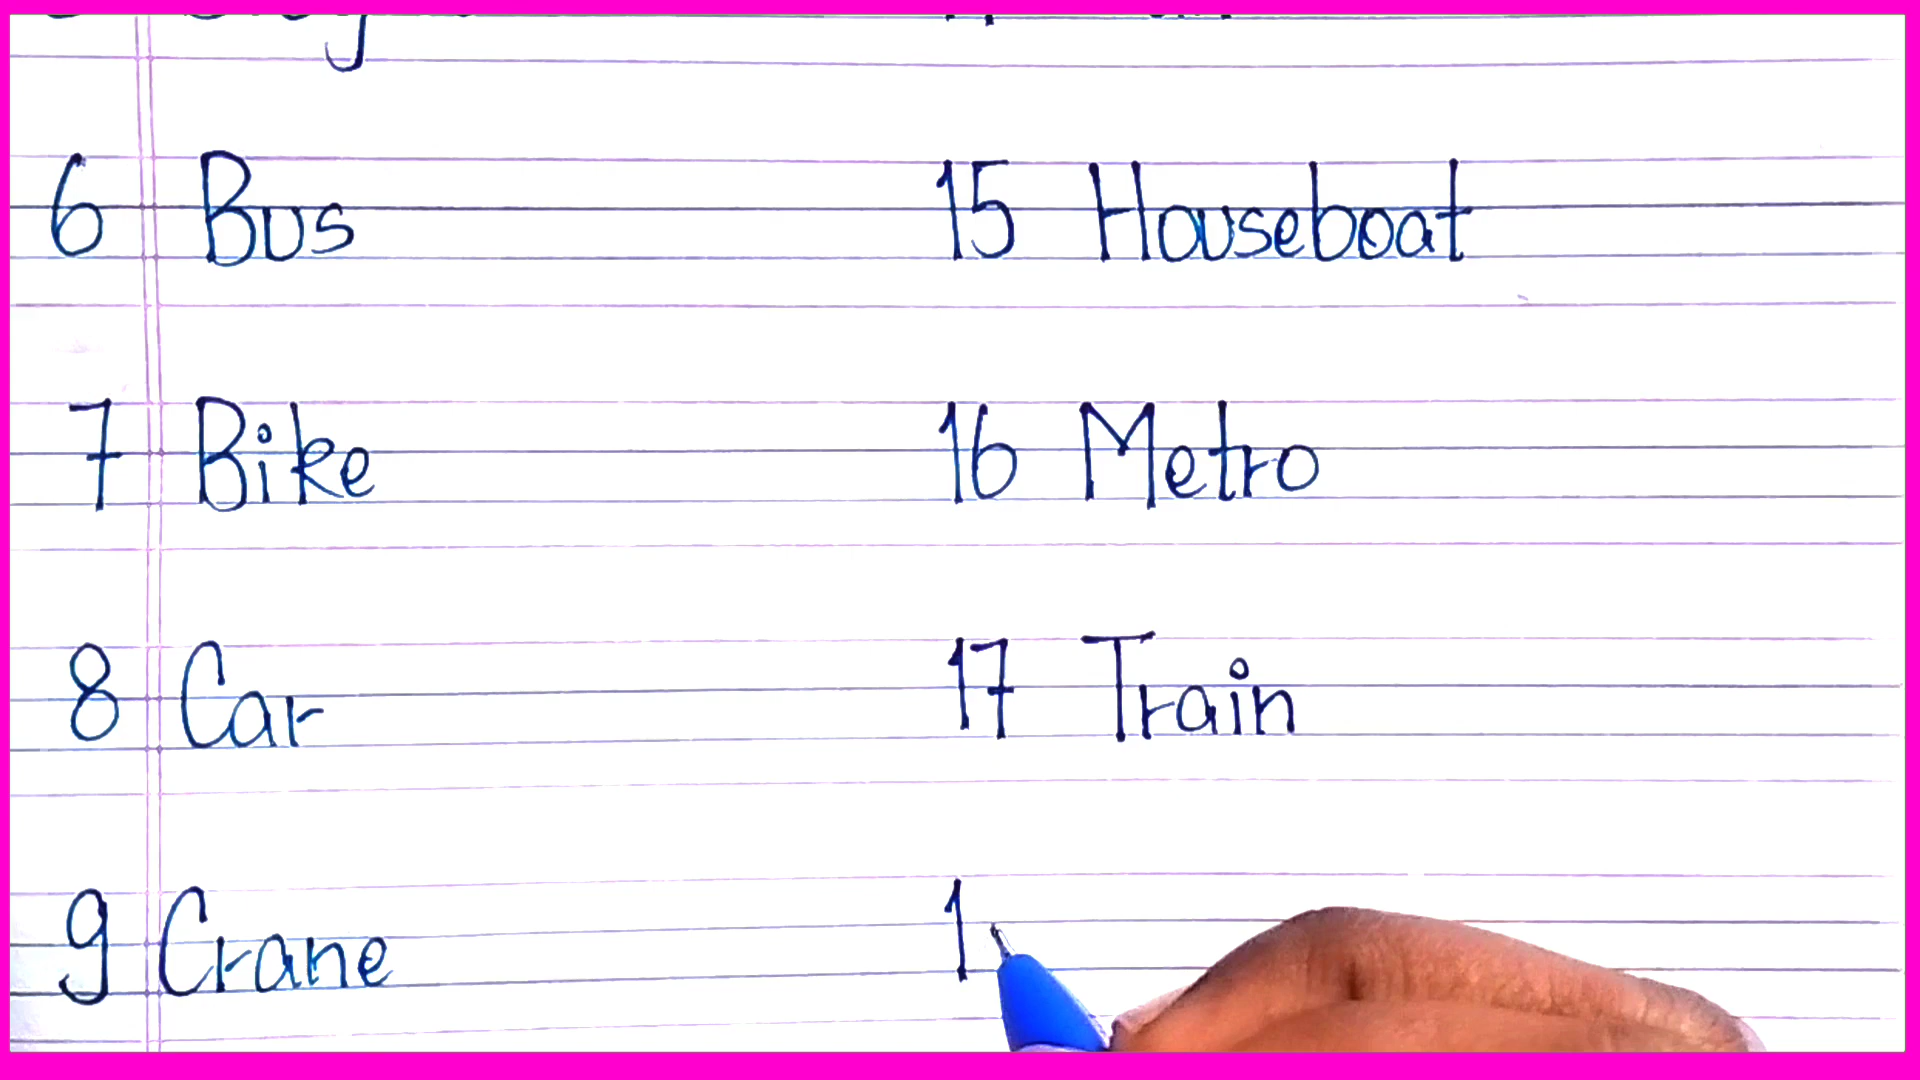 6 Bus
15 Houseboat
7 Bike
16 Metro
8 Car
17 Train
9 Crane
1